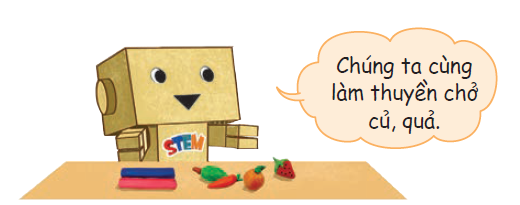 Chúng ta cùng
làm thuyền chở
củ, quả.
STEM